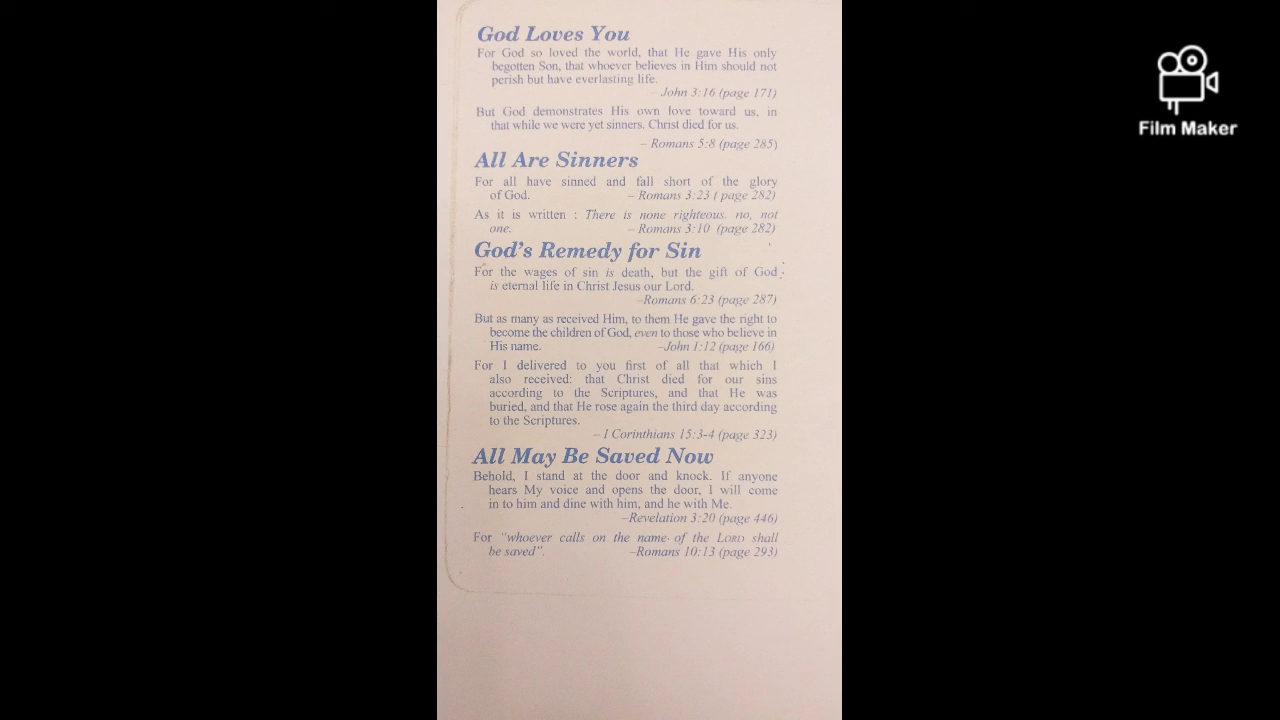 God Loves You
For God so loved the world, that He gave His only
begotten Son, that whoever believes in Him should not
perish but have everlasting life.
John 3:16 (page 171)
But God demonstrates His own love toward us, in
that while we were yet sinners. Christ died for us.
– Romans 5:8 (page 285)
All Are Sinners
For all have sinned and fall short of the glory
of God. – Romans 3:23 ( page 282)
As it is written : There is none righteous. no, not
one. – Romans 3:10 (page 282)
God's Remedy for Sin
For the wages of sin is death, but the gift of God
is eternal life in Christ Jesus our Lord.
–Romans 6:23 (page 287)
But as many as received Him, to them He gave the right to
become the children of God, even to those who believe in
His name. –John 1:12 (page 166)
For I delivered to you first of all that which I
also received: that Christ died for our sins
according to the Scriptures, and that He was
buried, and that He rose again the third day according
to the Scriptures.
– I Corinthians 15:3-4 (page 323)
All May Be Saved Now
Behold, I stand at the door and knock. If anyone
hears My voice and opens the door, I will come
in to him and dine with him, and he with Me.
–Revelation 3:20 (page 446)
For "whoever calls on the name of the LORD shall
be saved". –Romans 10:13 (page 293)
Film Maker